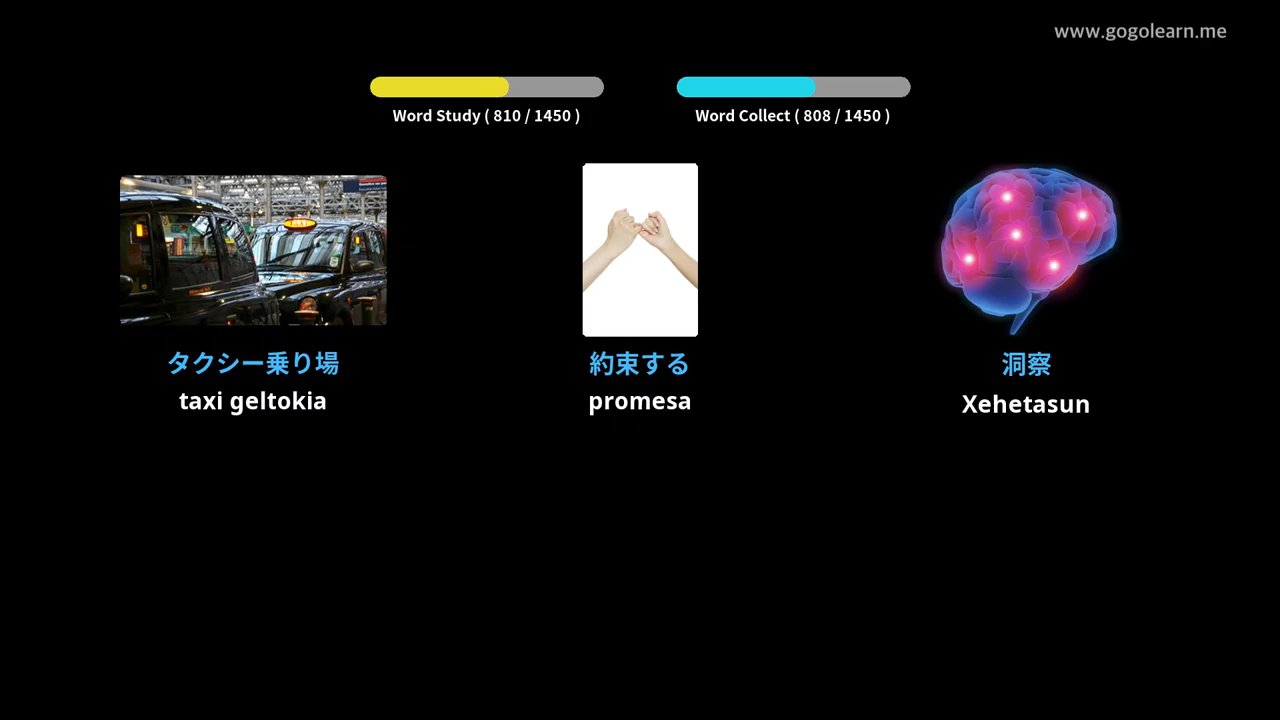 www.gogolearn.me
Word Study ( 810 / 1450 )
Word Collect ( 808 / 1450 )
TAXI
タクシー乗り場
taxi geltokia
約束する
promesa
洞察
Xehetasun